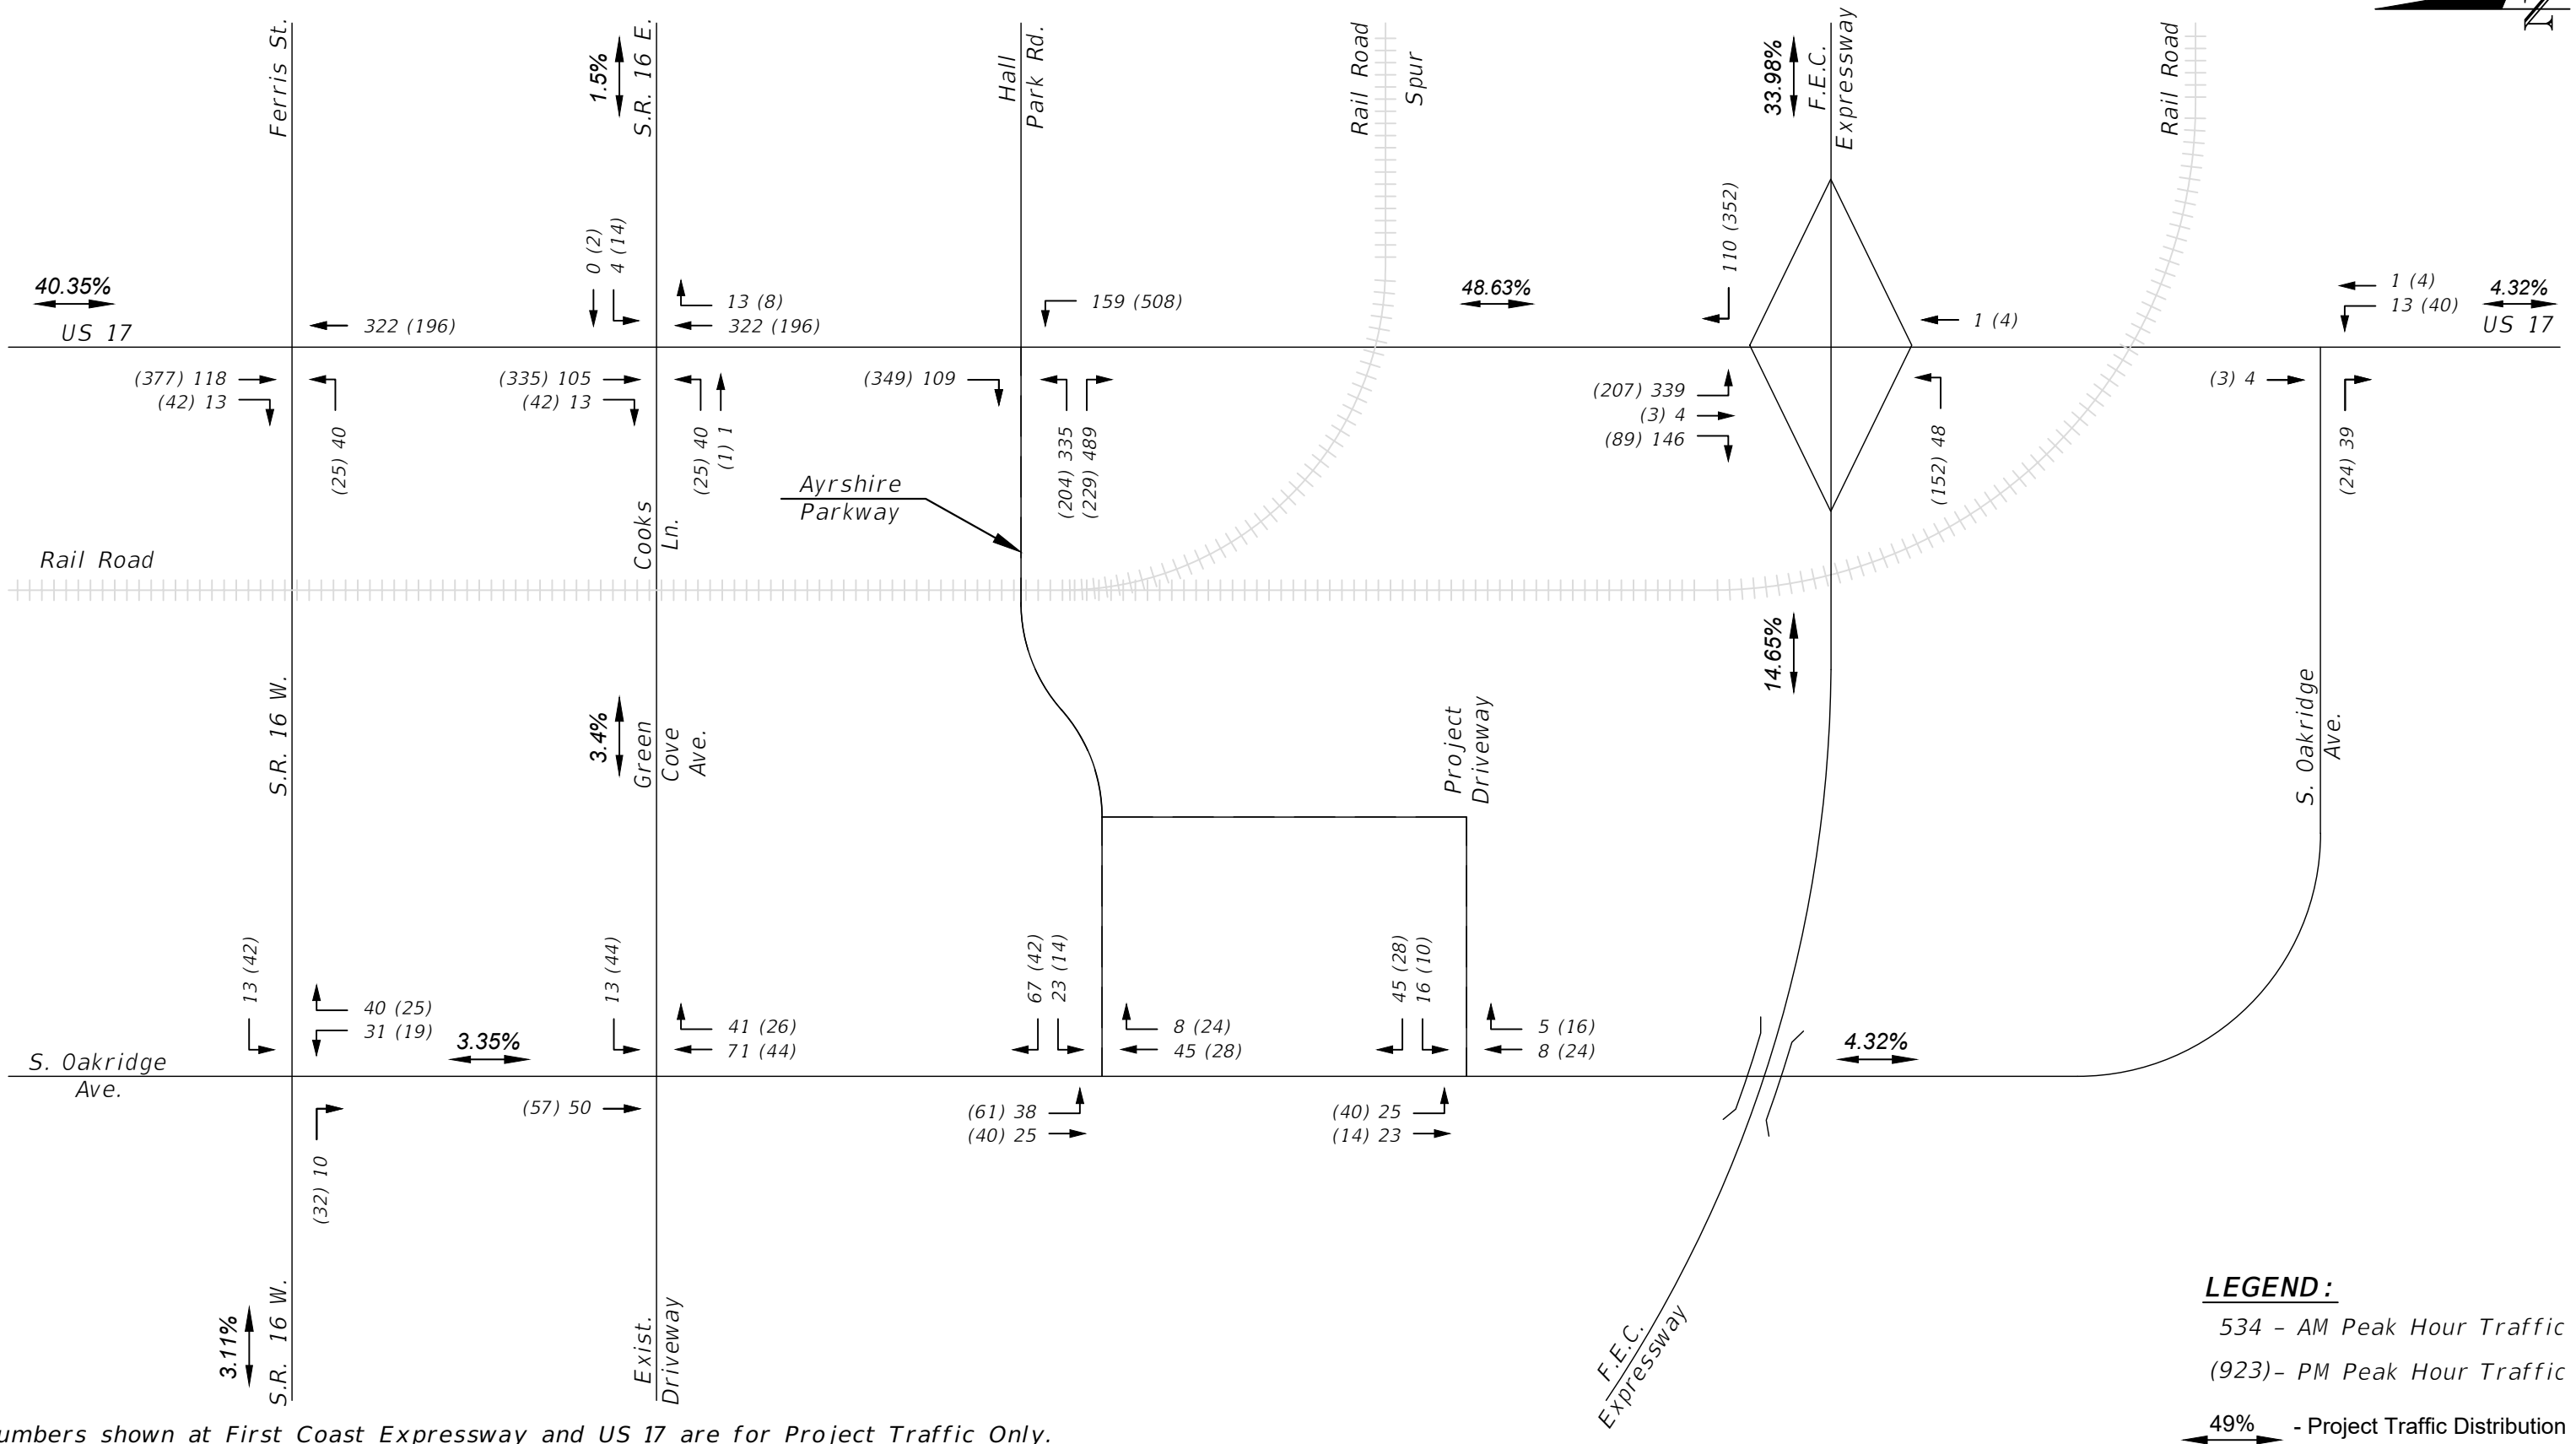 Ferris St.
1.5%
S.R. 16 E.
Hall
Park Rd.
Rail Road
Spur
33.98%
F.E.C.
Expressway
Rail Road
N
40.35%
US 17
322 (196)
0 (2)
4 (14)
13 (8)
322 (196)
159 (508)
48.63%
110 (352)
1 (4)
1 (4)
13 (40)
4.32%
US 17
(377) 118
(42) 13
(25) 40
(335) 105
(42) 13
(25) 40
(1) 1
(349) 109
(204) 335
(229) 489
(207) 339
(3) 4
(89) 146
(152) 48
(3) 4
(24) 39
Ayrshire
Parkway
Cooks
Ln.
Rail Road
S.R. 16 W.
3.4%
Green
Cove
Ave.
Project
Driveway
14.65%
S. Oakridge
Ave.
13 (42)
40 (25)
31 (19)
3.35%
13 (44)
41 (26)
71 (44)
67 (42)
23 (14)
8 (24)
45 (28)
45 (28)
16 (10)
5 (16)
8 (24)
4.32%
S. Oakridge
Ave.
(32) 10
(57) 50
(61) 38
(40) 25
(40) 25
(14) 23
3.11%
S.R. 16 W.
Exist.
Driveway
F.E.C.
Expressway
LEGEND:
534 - AM Peak Hour Traffic
(923)- PM Peak Hour Traffic
49% - Project Traffic Distribution
umbers shown at First Coast Expressway and US 17 are for Project Traffic Only.